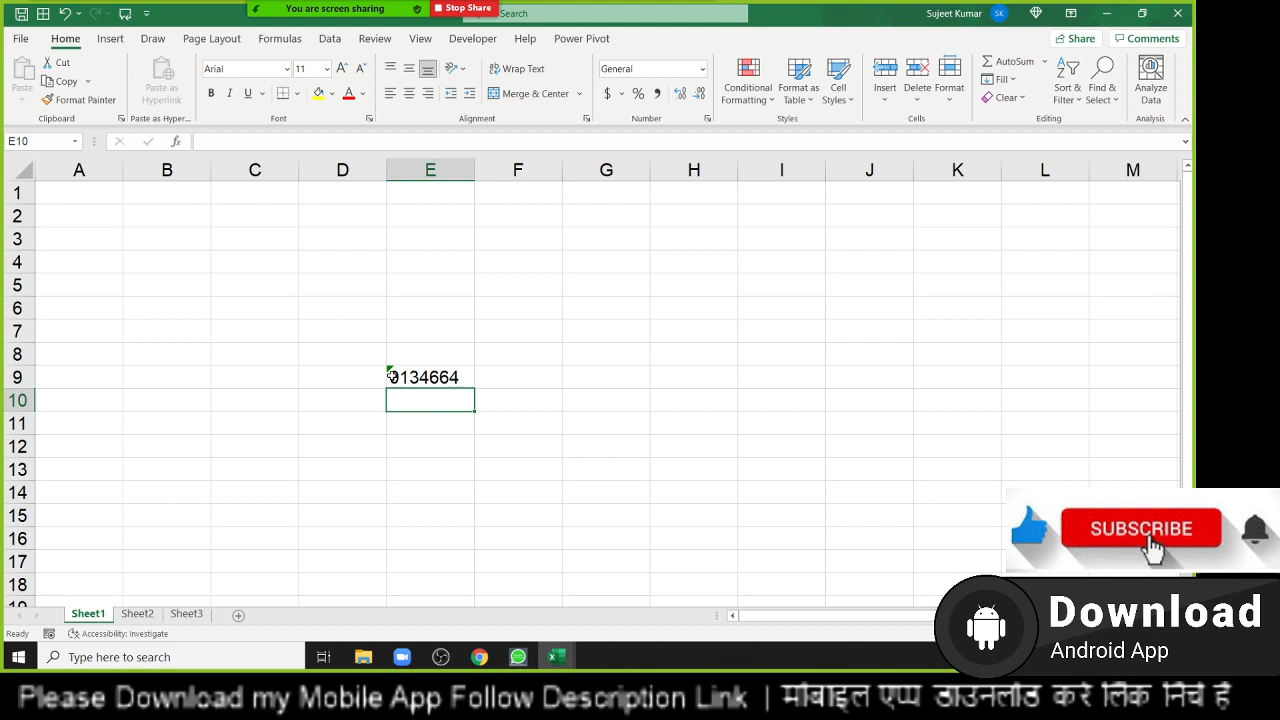 You are screen sharing
Stop Share
Search
Sujeet Kumar
SK
File Home Insert Draw Page Layout Formulas Data Review View Developer Help Power Pivot
Share
Comments
Paste
Cut
Copy
Format Painter
Clipboard
Paste as Hyperlink
Paste as Hyper...
Arial
11
B I U
Font
Wrap Text
Merge & Center
Alignment
General
$ % 9
Number
Conditional Formatting
Format as Table
Cell Styles
Styles
Insert
Delete
Format
Cells
AutoSum
Fill
Clear
Sort & Filter
Find & Select
Editing
Analyze Data
Analysis
E10
fx
A B C D E F G H I J K L M
1
2
3
4
5
6
7
8
9 0134664
10
11
12
13
14
15
16
17
18
19
SUBSCRIBE
Sheet1 Sheet2 Sheet3
Ready
Accessibility: Investigate
Download
Android App
Type here to search
Please Download my Mobile App Follow Description Link | मोबाइल एप्प डाउनलोड करे लिंक निचे है